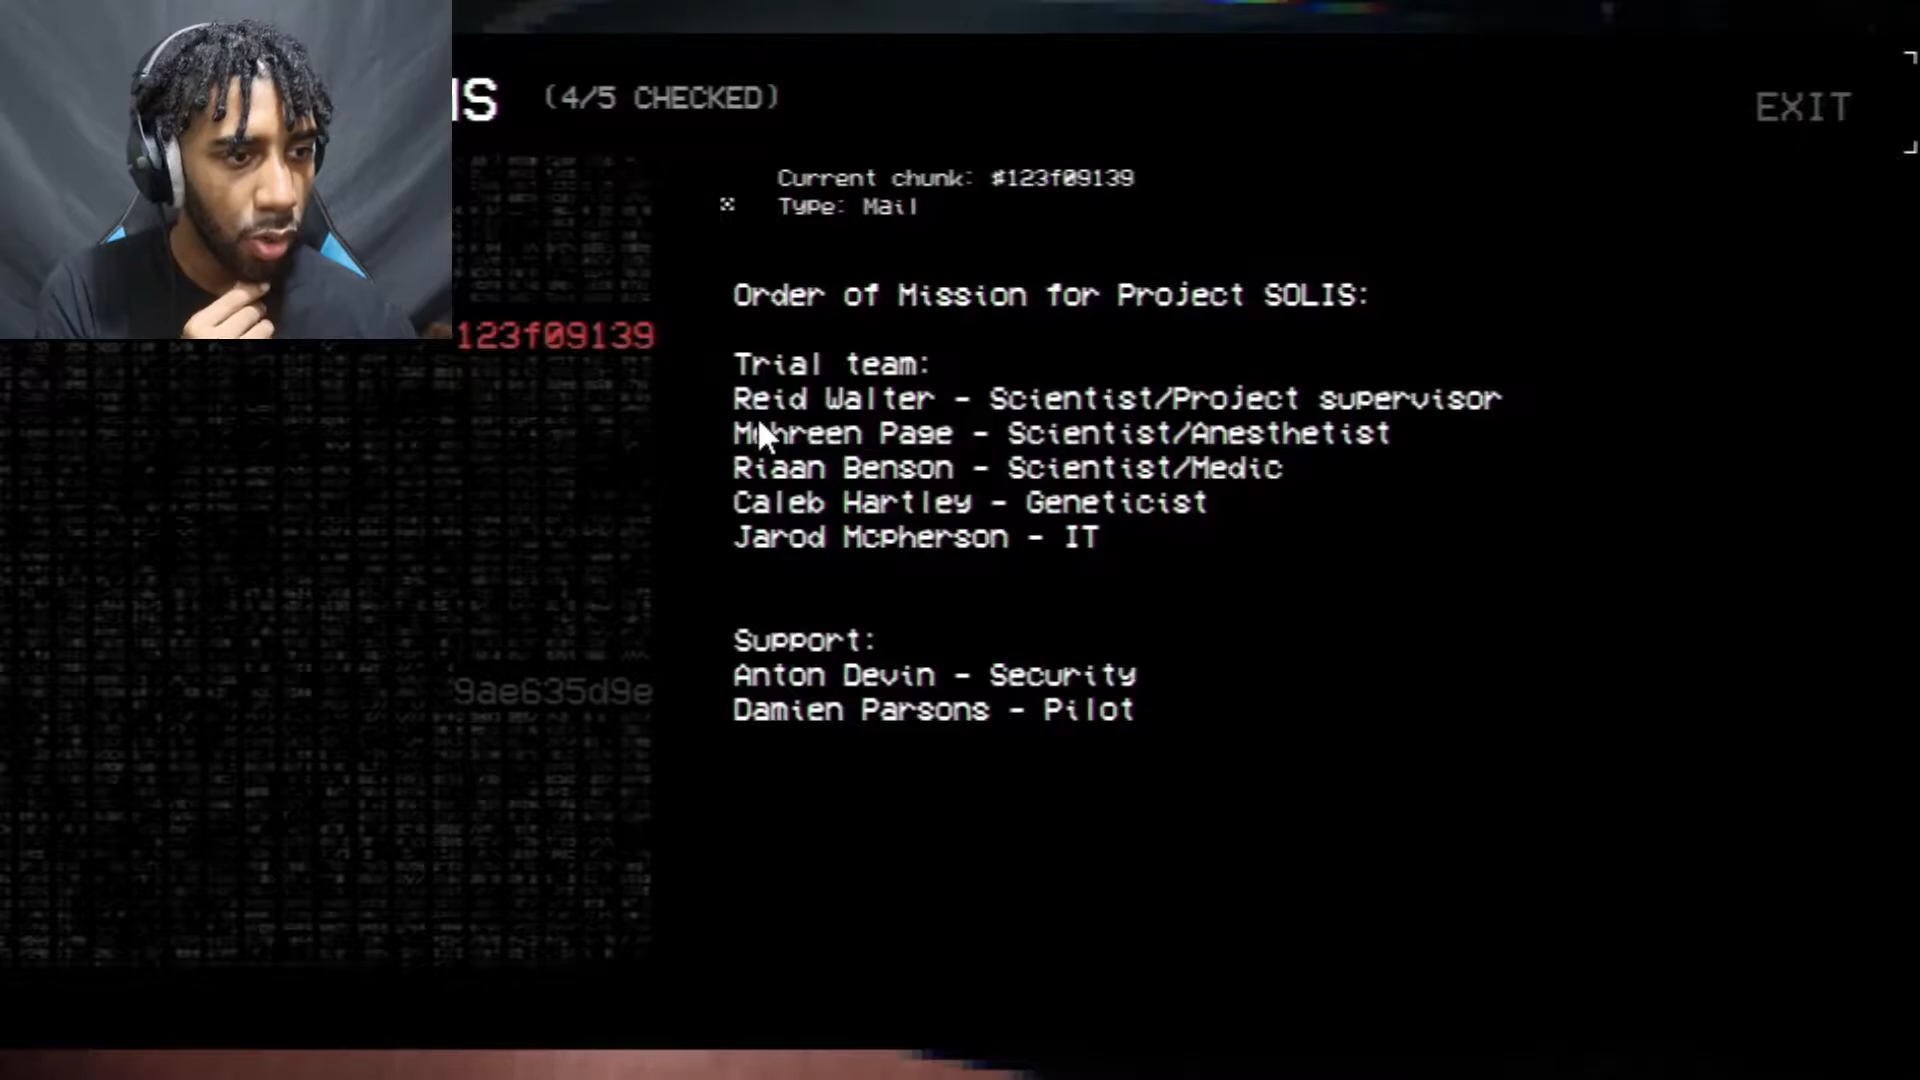 IS (4/5 CHECKED)
EXIT
Current chunk: #123f09139
Type: Mail
123f09139
9ae635d9e
Order of Mission for Project SOLIS:
Trial team:
Reid Walter - Scientist/Project supervisor
Page - Scientist/Anesthetist
Riaan Benson - Scientist/Medic
Caleb Hartley - Geneticist
Jarod Mcpherson - IT
Support:
Anton Devin - Security
Damien Parsons - Pilot